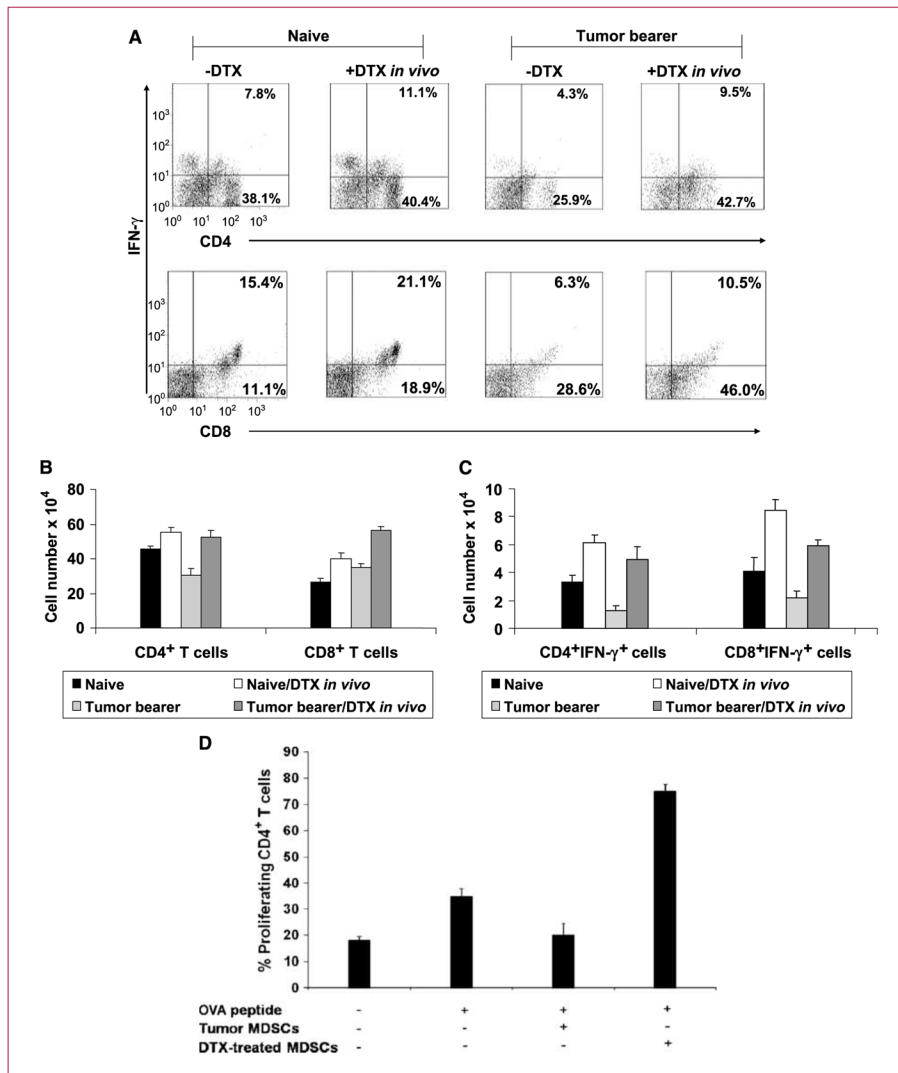 A
Naive Tumor bearer
-DTX +DTX in vivo -DTX +DTX in vivo
7.8% 11.1% 4.3% 9.5%
10³
10²
10¹
10⁰
38.1% 40.4% 25.9% 42.7%
10⁰ 10¹ 10² 10³ 10⁰ 10¹ 10² 10³
IFN-γ
CD4
15.4% 21.1% 6.3% 10.5%
10³
10²
10¹
10⁰
11.1% 18.9% 28.6% 46.0%
10⁰ 10¹ 10² 10³
CD8
B
Cell number x 10⁴
80
60
40
20
0
CD4⁺ T cells CD8⁺ T cells
Naive Naive/DTX in vivo
Tumor bearer Tumor bearer/DTX in vivo
C
Cell number x 10⁴
10
8
6
4
2
0
CD4⁺IFN-γ⁺ cells CD8⁺IFN-γ⁺ cells
Naive Naive/DTX in vivo
Tumor bearer Tumor bearer/DTX in vivo
D
% Proliferating CD4⁺ T cells
90
80
70
60
50
40
30
20
10
0
OVA peptide - + + +
Tumor MDSCs - - + -
DTX-treated MDSCs - - - +